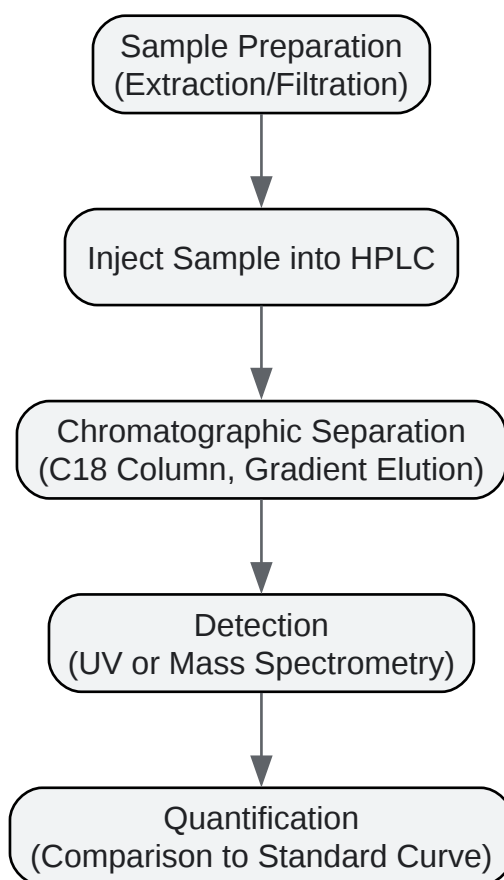 Sample Preparation
(Extraction/Filtration)
Inject Sample into HPLC
Chromatographic Separation
(C18 Column, Gradient Elution)
Detection
(UV or Mass Spectrometry)
Quantification
(Comparison to Standard Curve)